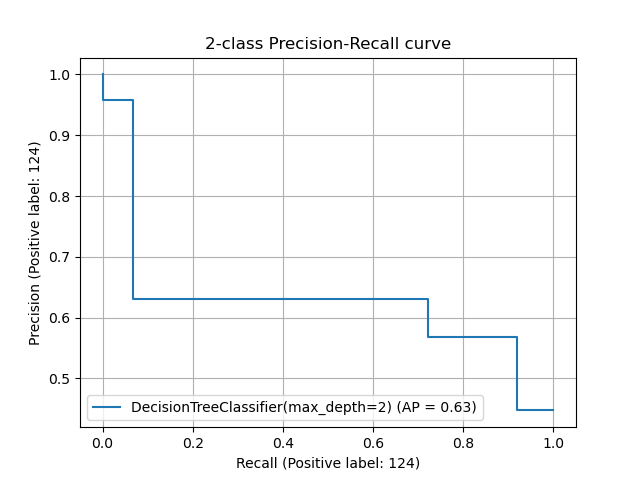 2-class Precision-Recall curve
1.0
0.9
0.8
0.7
0.6
0.5
Precision (Positive label: 124)
DecisionTreeClassifier(max_depth=2) (AP = 0.63)
0.0 0.2 0.4 0.6 0.8 1.0
Recall (Positive label: 124)